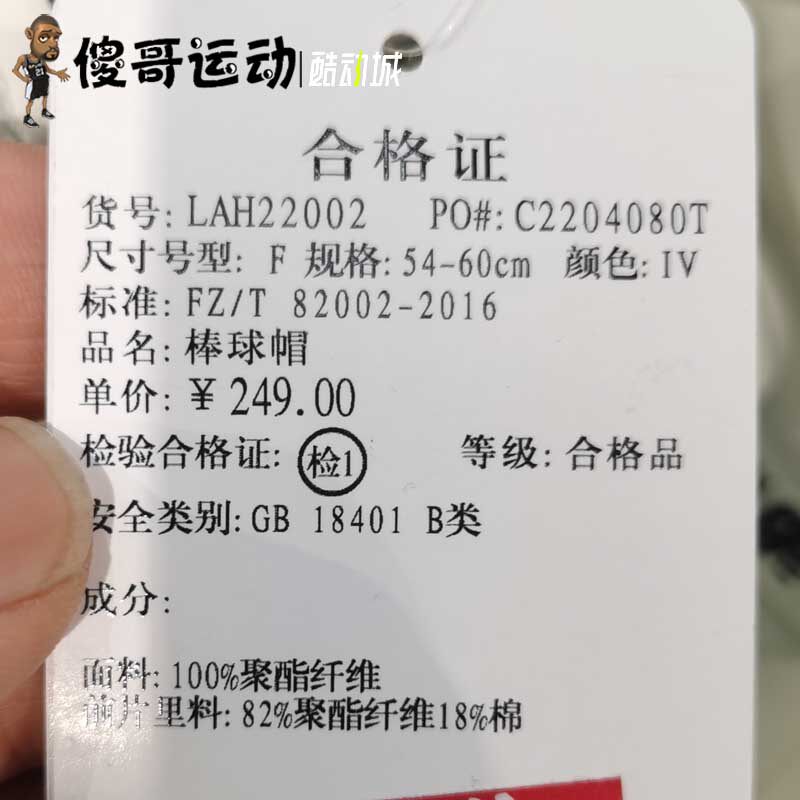 傻哥运动 酷动城
合格证
货号: LAH22002 PO#: C2204080T
尺寸号型: F 规格: 54-60cm 颜色: IV
标准: FZ/T 82002-2016
品名: 棒球帽
单价: ¥ 249.00
检验合格证: 检1 等级: 合格品
安全类别: GB 18401 B类
成分:
面料: 100%聚酯纤维
前片里料: 82%聚酯纤维18%棉